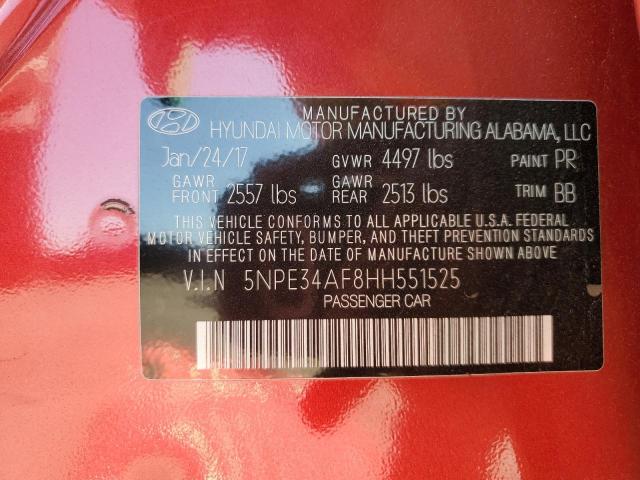 MANUFACTURED BY
HYUNDAI MOTOR MANUFACTURING ALABAMA, LLC
Jan/24/17 GVWR 4497 lbs PAINT PR
GAWR FRONT 2557 lbs GAWR REAR 2513 lbs TRIM BB
THIS VEHICLE CONFORMS TO ALL APPLICABLE U.S.A. FEDERAL
MOTOR VEHICLE SAFETY, BUMPER, AND THEFT PREVENTION STANDARDS
IN EFFECT ON THE DATE OF MANUFACTURE SHOWN ABOVE
V.I.N 5NPE34AF8HH551525
PASSENGER CAR